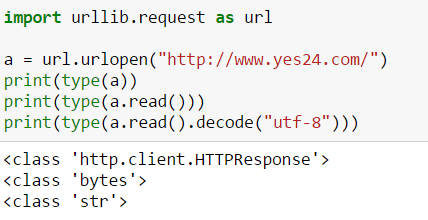 import urllib.request as url
a = url.urlopen("http://www.yes24.com/")
print(type(a))
print(type(a.read()))
print(type(a.read().decode("utf-8")))
<class 'http.client.HTTPResponse'>
<class 'bytes'>
<class 'str'>